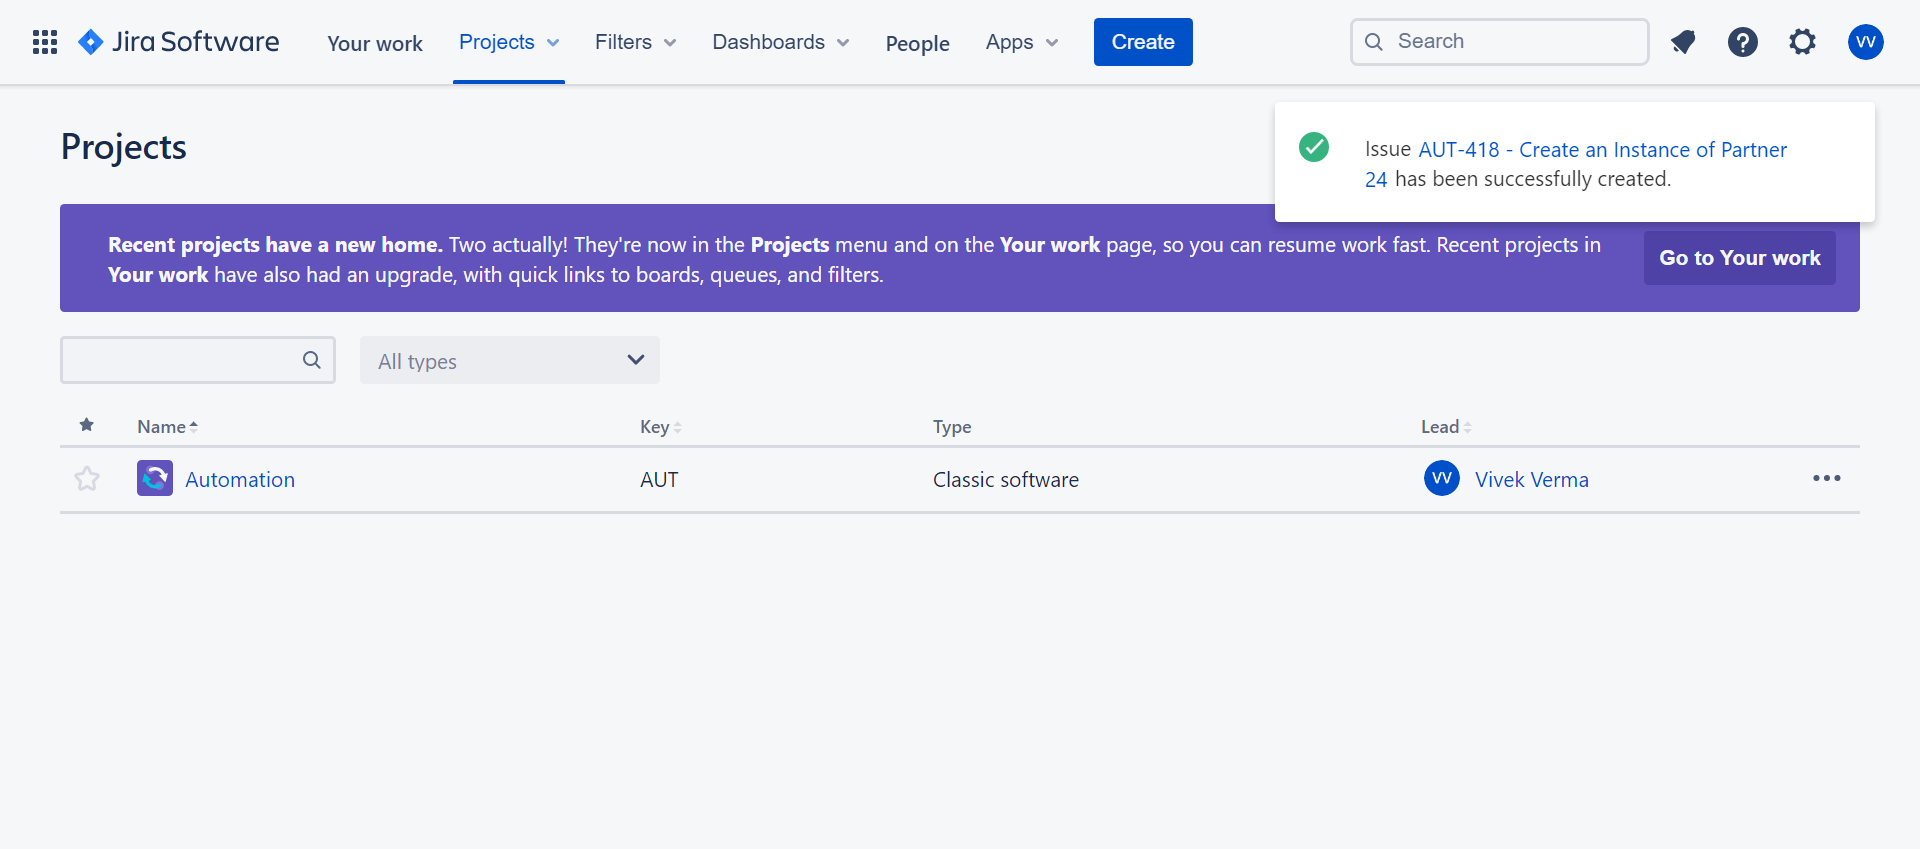 Jira Software
Your work
Projects
Filters
Dashboards
People
Apps
Create
Search
VV
Projects
Issue AUT-418 - Create an Instance of Partner
24 has been successfully created.
Recent projects have a new home. Two actually! They're now in the Projects menu and on the Your work page, so you can resume work fast. Recent projects in
Your work have also had an upgrade, with quick links to boards, queues, and filters.
Go to Your work
All types
Name
Key
Type
Lead
Automation
AUT
Classic software
VV
Vivek Verma